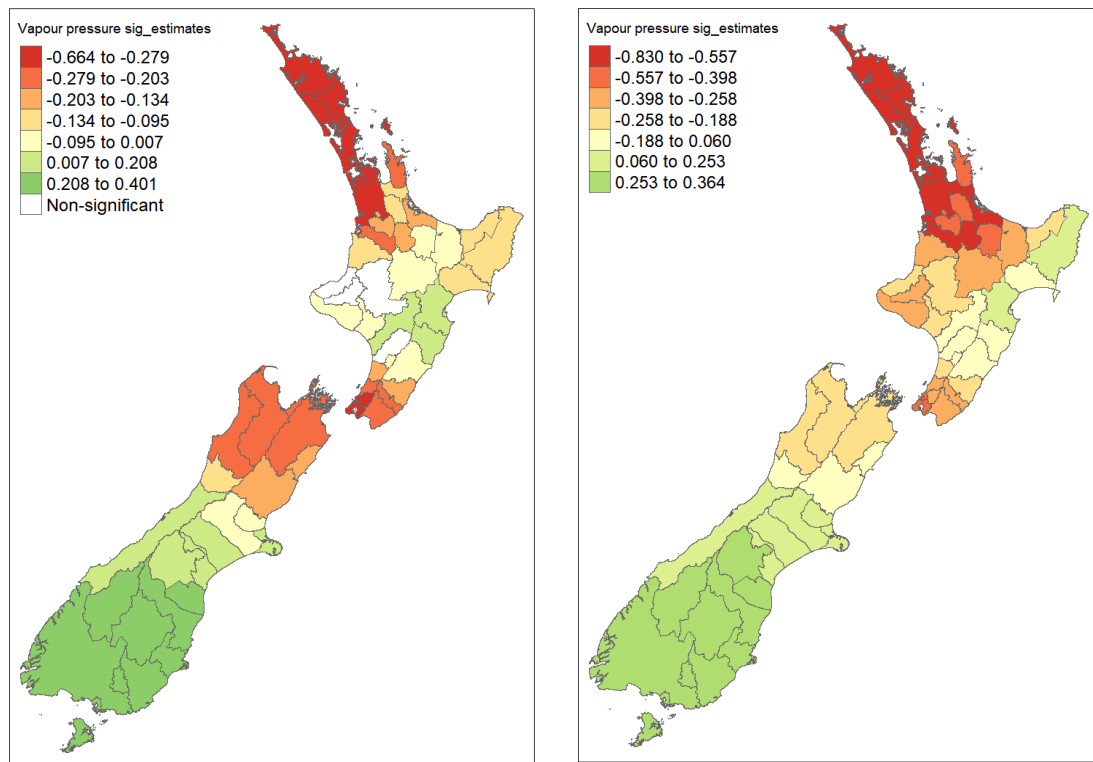 Vapour pressure sig_estimates
-0.664 to -0.279
-0.279 to -0.203
-0.203 to -0.134
-0.134 to -0.095
-0.095 to 0.007
0.007 to 0.208
0.208 to 0.401
Non-significant
Vapour pressure sig_estimates
-0.830 to -0.557
-0.557 to -0.398
-0.398 to -0.258
-0.258 to -0.188
-0.188 to 0.060
0.060 to 0.253
0.253 to 0.364